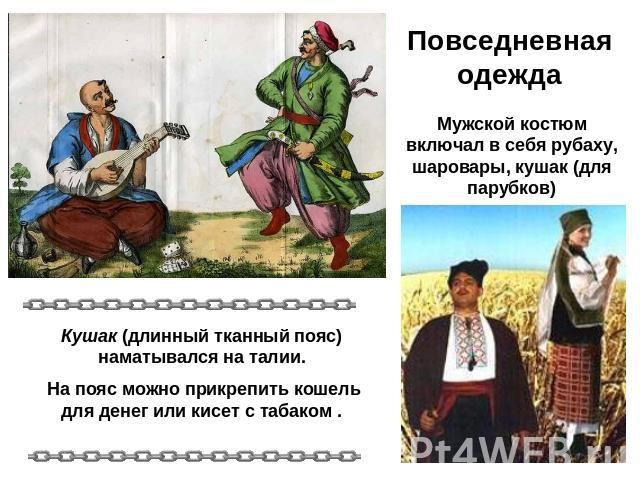 Повседневная
одежда
Мужской костюм
включал в себя рубаху,
шаровары, кушак (для
парубков)
Кушак (длинный тканный пояс)
наматывался на талии.
На пояс можно прикрепить кошель
для денег или кисет с табаком .
Pt4WEB.ru